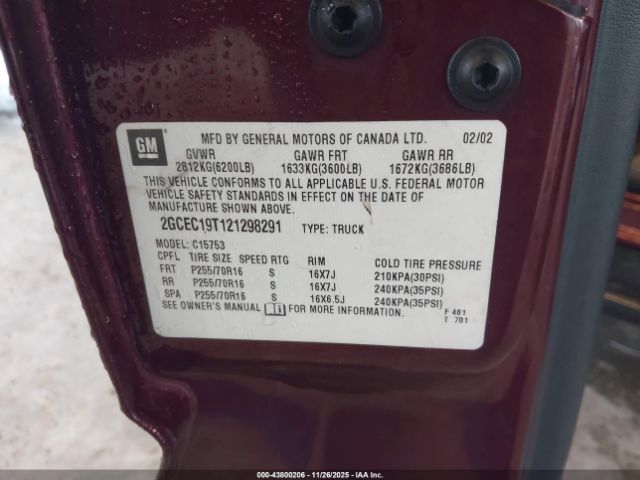 GM
MFD BY GENERAL MOTORS OF CANADA LTD. 02/02
GVWR GAWR FRT GAWR RR
2812KG(6200LB) 1633KG(3600LB) 1672KG(3686LB)
THIS VEHICLE CONFORMS TO ALL APPLICABLE U.S. FEDERAL MOTOR
VEHICLE SAFETY STANDARDS IN EFFECT ON THE DATE OF
MANUFACTURE SHOWN ABOVE.
2GCEC19T121298291 TYPE: TRUCK
MODEL: C15753
CPFL TIRE SIZE SPEED RTG RIM COLD TIRE PRESSURE
FRT P255/70R16 S 16X7J 210KPA(30PSI)
RR P255/70R16 S 16X7J 240KPA(35PSI)
SPA P255/70R16 S 16X6.5J 240KPA(35PSI)
SEE OWNER'S MANUAL FOR MORE INFORMATION.
F 481
T 701
000-43800206 - 11/26/2025 - IAAI.COM